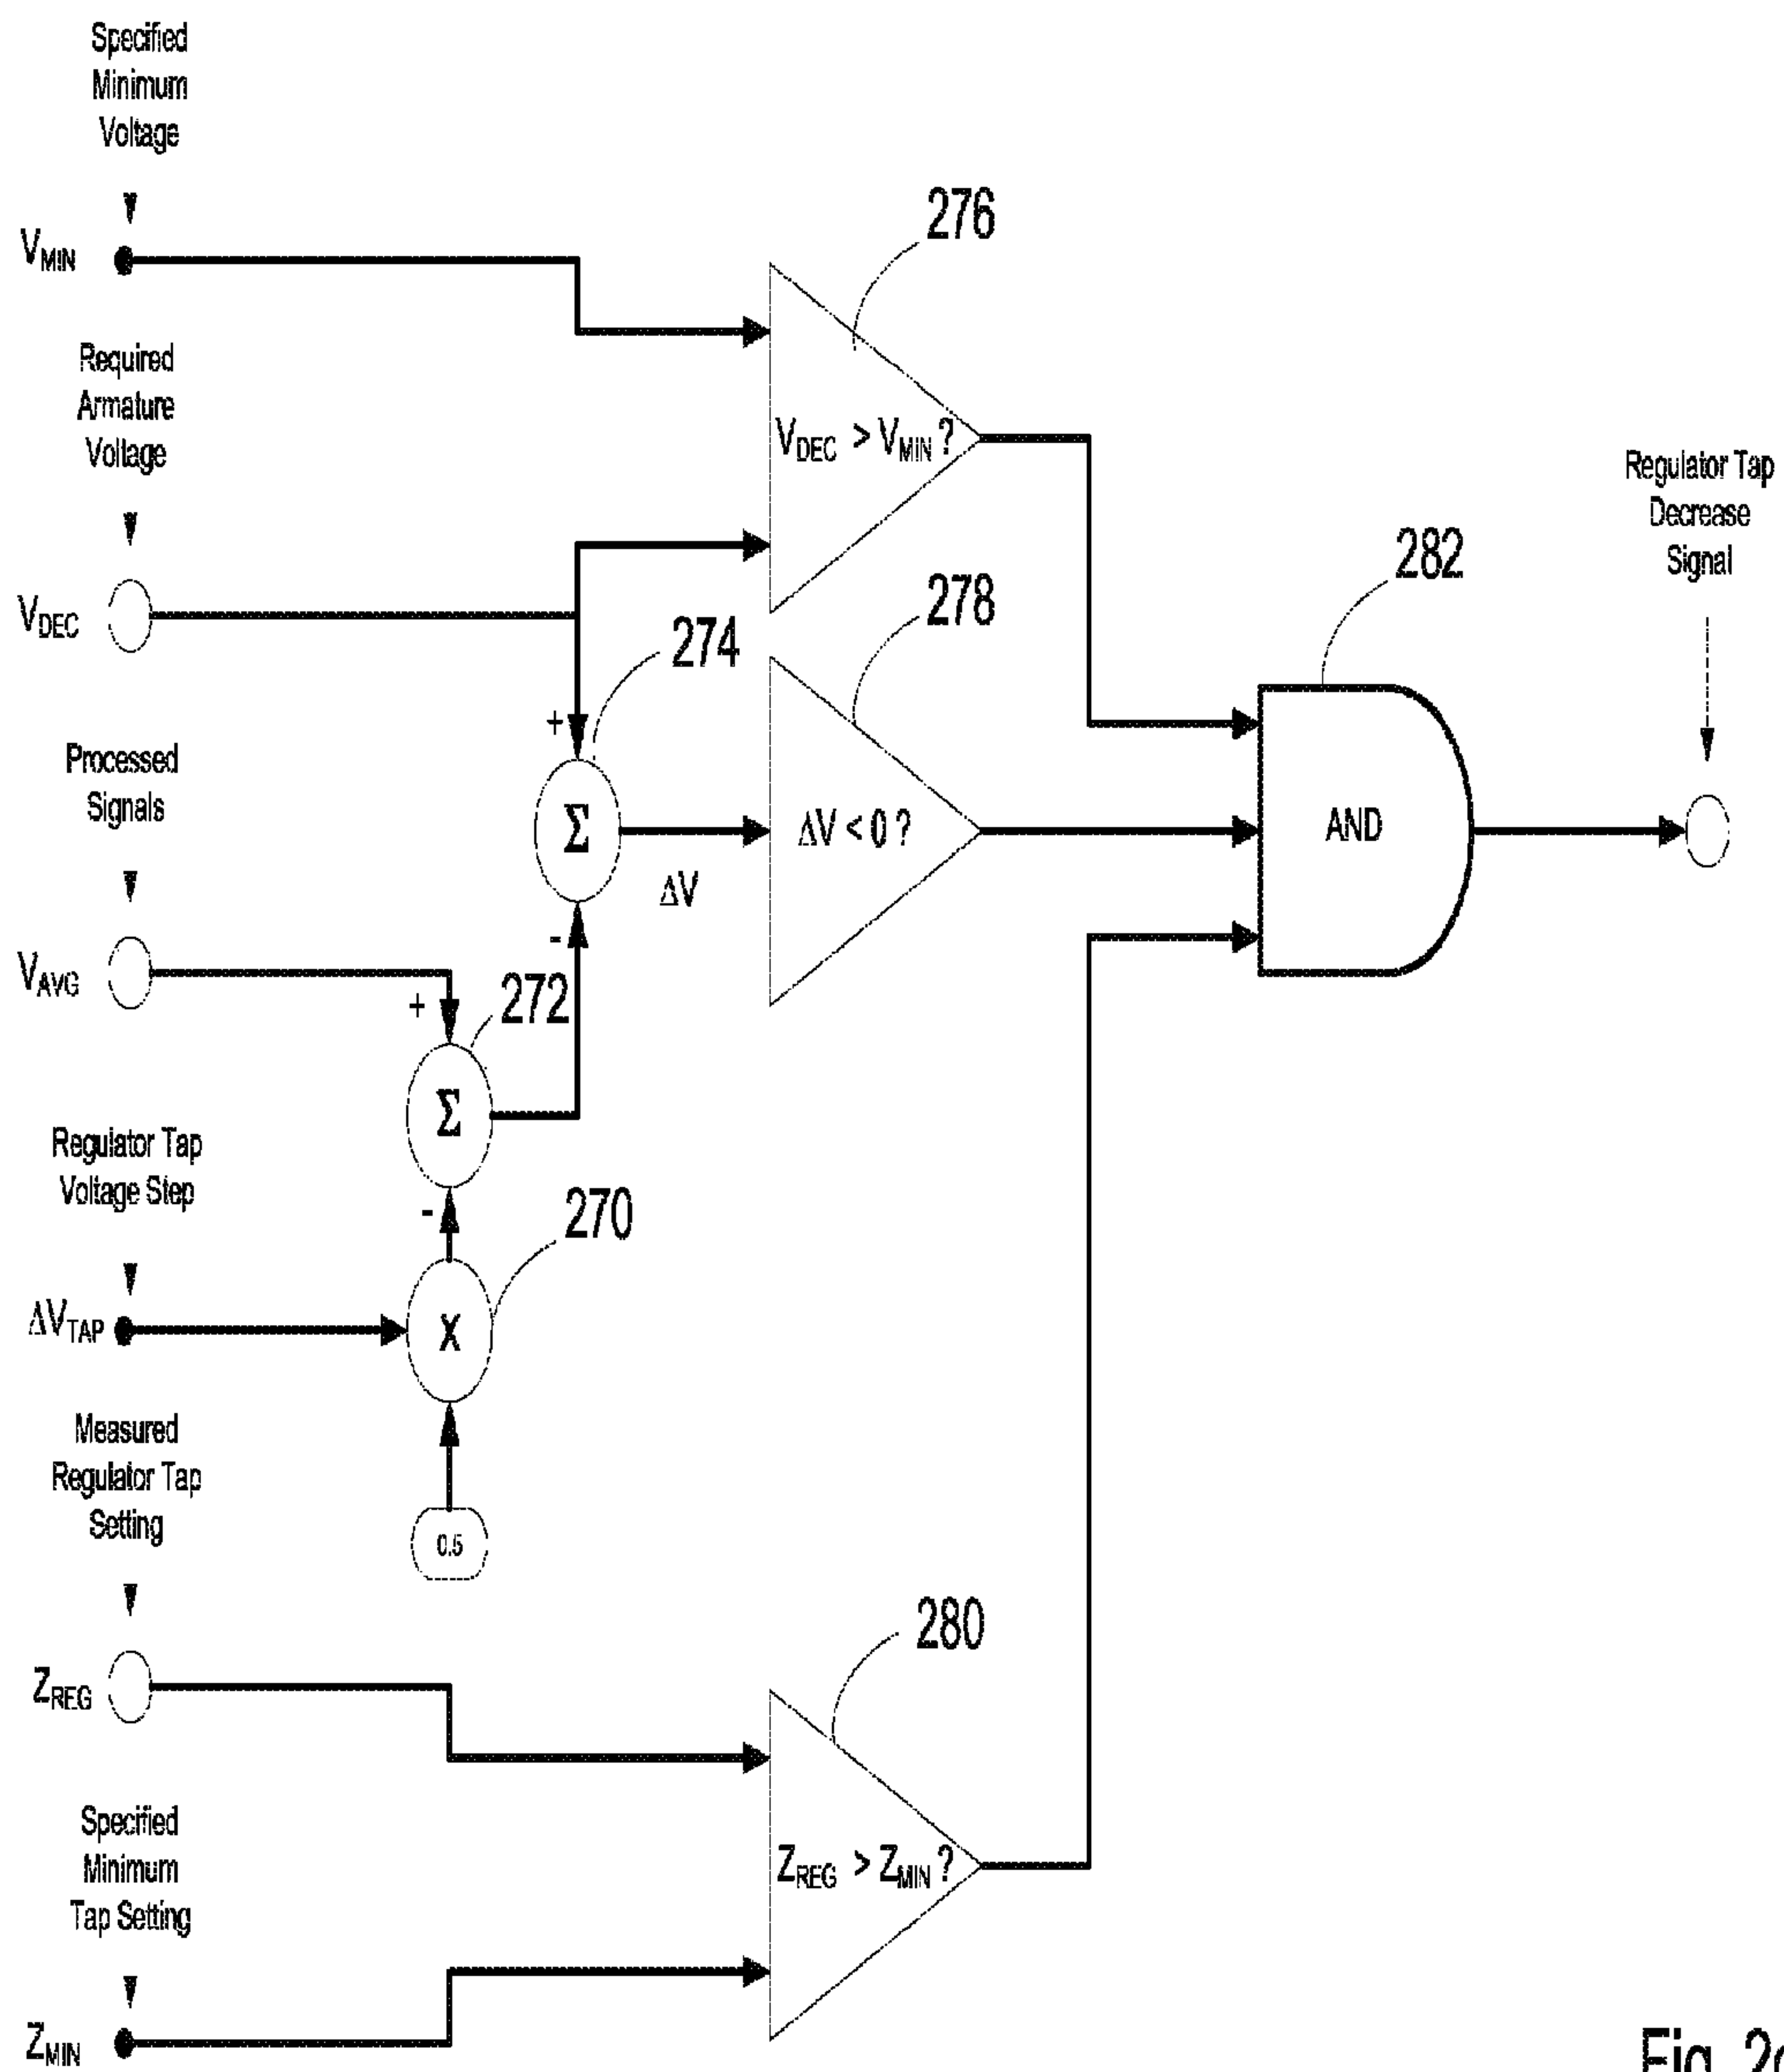 Specified
Minimum
Voltage
V_MIN
276
V_DEC > V_MIN ?
Required
Armature
Voltage
V_DEC
Regulator Tap
Decrease
Signal
282
278
274
+
Σ
-
ΔV
ΔV < 0 ?
AND
Processed
Signals
V_AVG
+
272
Σ
-
Regulator Tap
Voltage Step
270
ΔV_TAP
X
0.5
Measured
Regulator Tap
Setting
Z_REG
280
Z_REG > Z_MIN ?
Specified
Minimum
Tap Setting
Z_MIN
Fig.